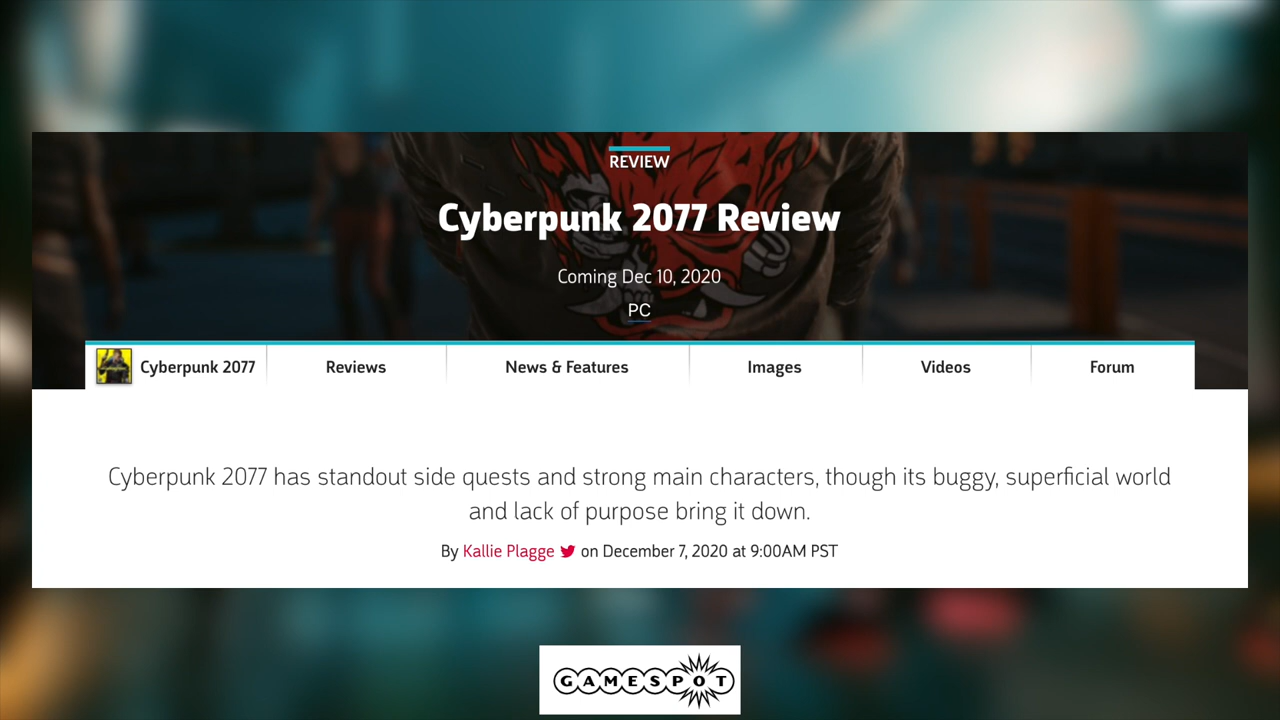 REVIEW
Cyberpunk 2077 Review
Coming Dec 10, 2020
PC
Cyberpunk 2077 Reviews News & Features Images Videos Forum
Cyberpunk 2077 has standout side quests and strong main characters, though its buggy, superficial world
and lack of purpose bring it down.
By Kallie Plagge on December 7, 2020 at 9:00AM PST
GAMESPOT